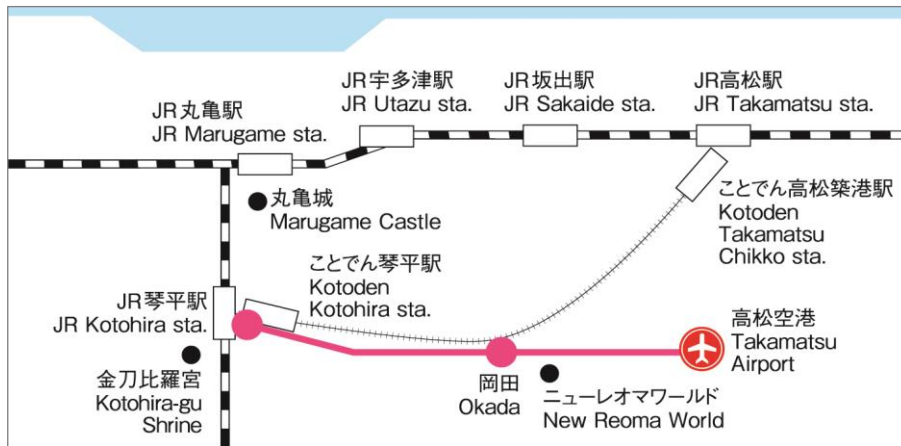 JR宇多津駅
JR Utazu sta.
JR坂出駅
JR Sakaide sta.
JR高松駅
JR Takamatsu sta.
JR丸亀駅
JR Marugame sta.
丸亀城
Marugame Castle
ことでん高松築港駅
Kotoden
Takamatsu
Chikko sta.
ことでん琴平駅
Kotoden
Kotohira sta.
JR琴平駅
JR Kotohira sta.
高松空港
Takamatsu
Airport
金刀比羅宮
Kotohira-gu
Shrine
岡田
Okada
ニューレオマワールド
New Reoma World